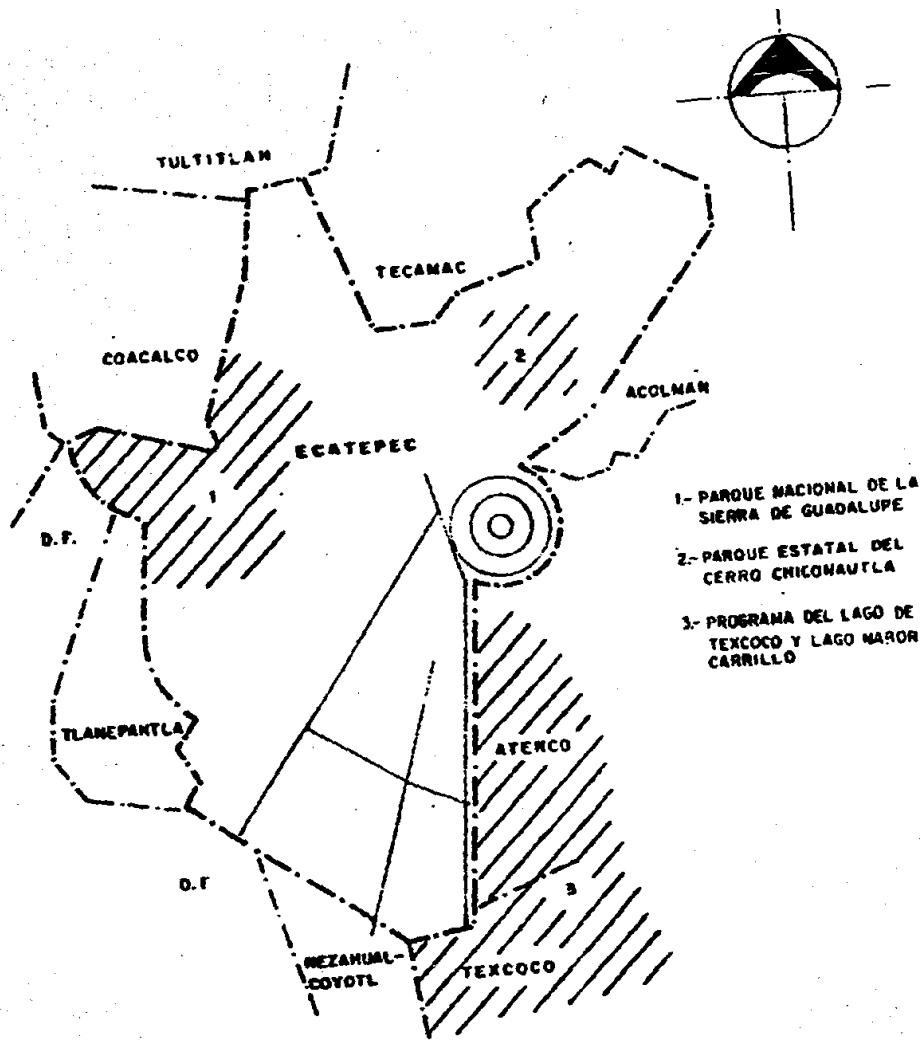 TULTITLAN
TECAMAC
COACALCO
2
ACOLMAN
ECATEPEC
1
D.F.
1.- PARQUE NACIONAL DE LA
SIERRA DE GUADALUPE
2.- PARQUE ESTATAL DEL
CERRO CHICONAUTLA
3.- PROGRAMA DEL LAGO DE
TEXCOCO Y LAGO NABOR
CARRILLO
TLANEPANTLA
ATENCO
D.F
3
NEZAHUAL-
COYOTL
TEXCOCO